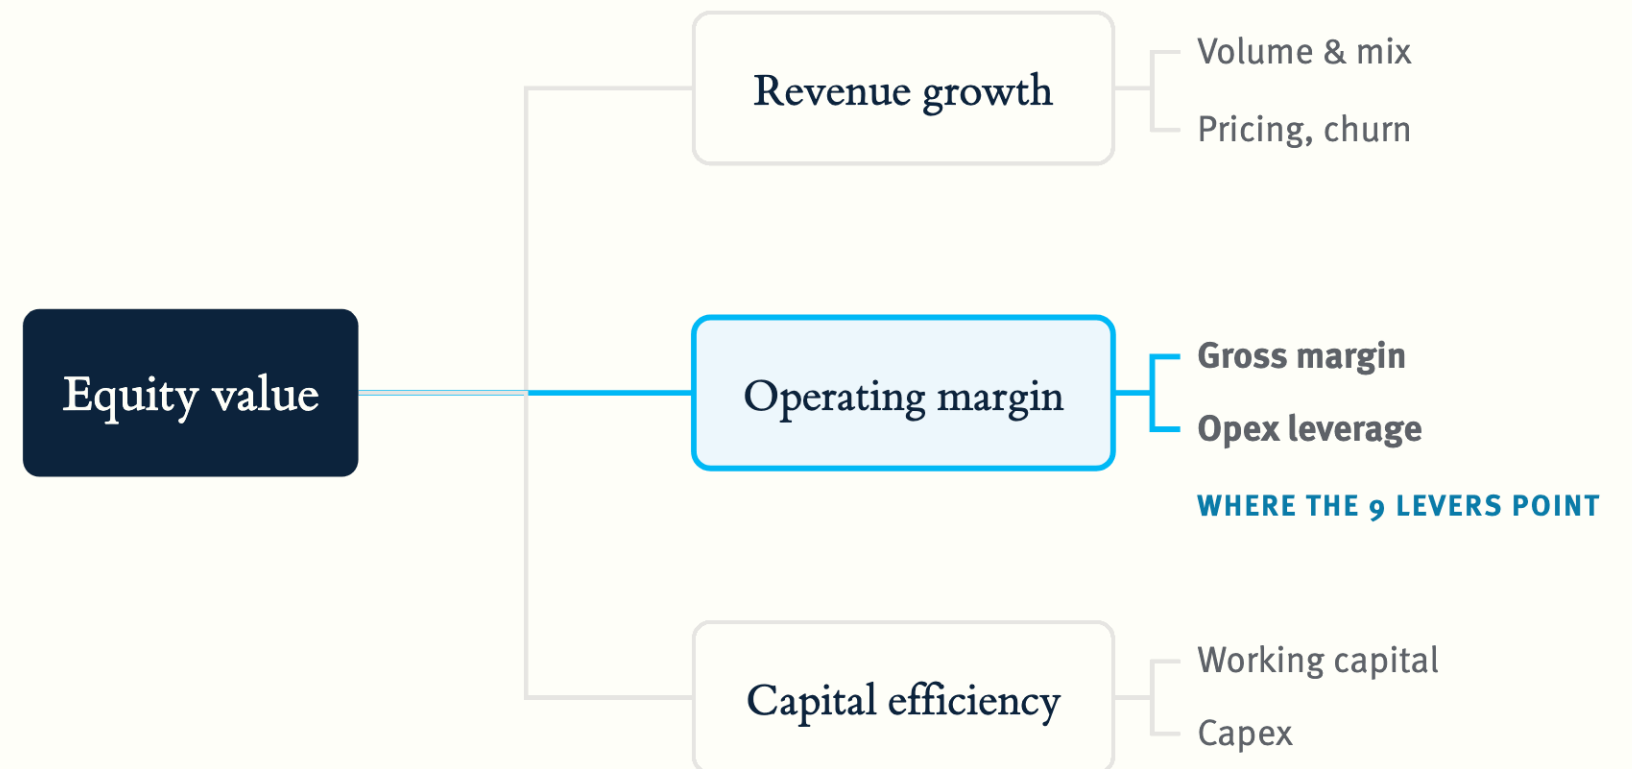 Revenue growth
Volume & mix
Pricing, churn
Equity value
Operating margin
Gross margin
Opex leverage
WHERE THE 9 LEVERS POINT
Capital efficiency
Working capital
Capex